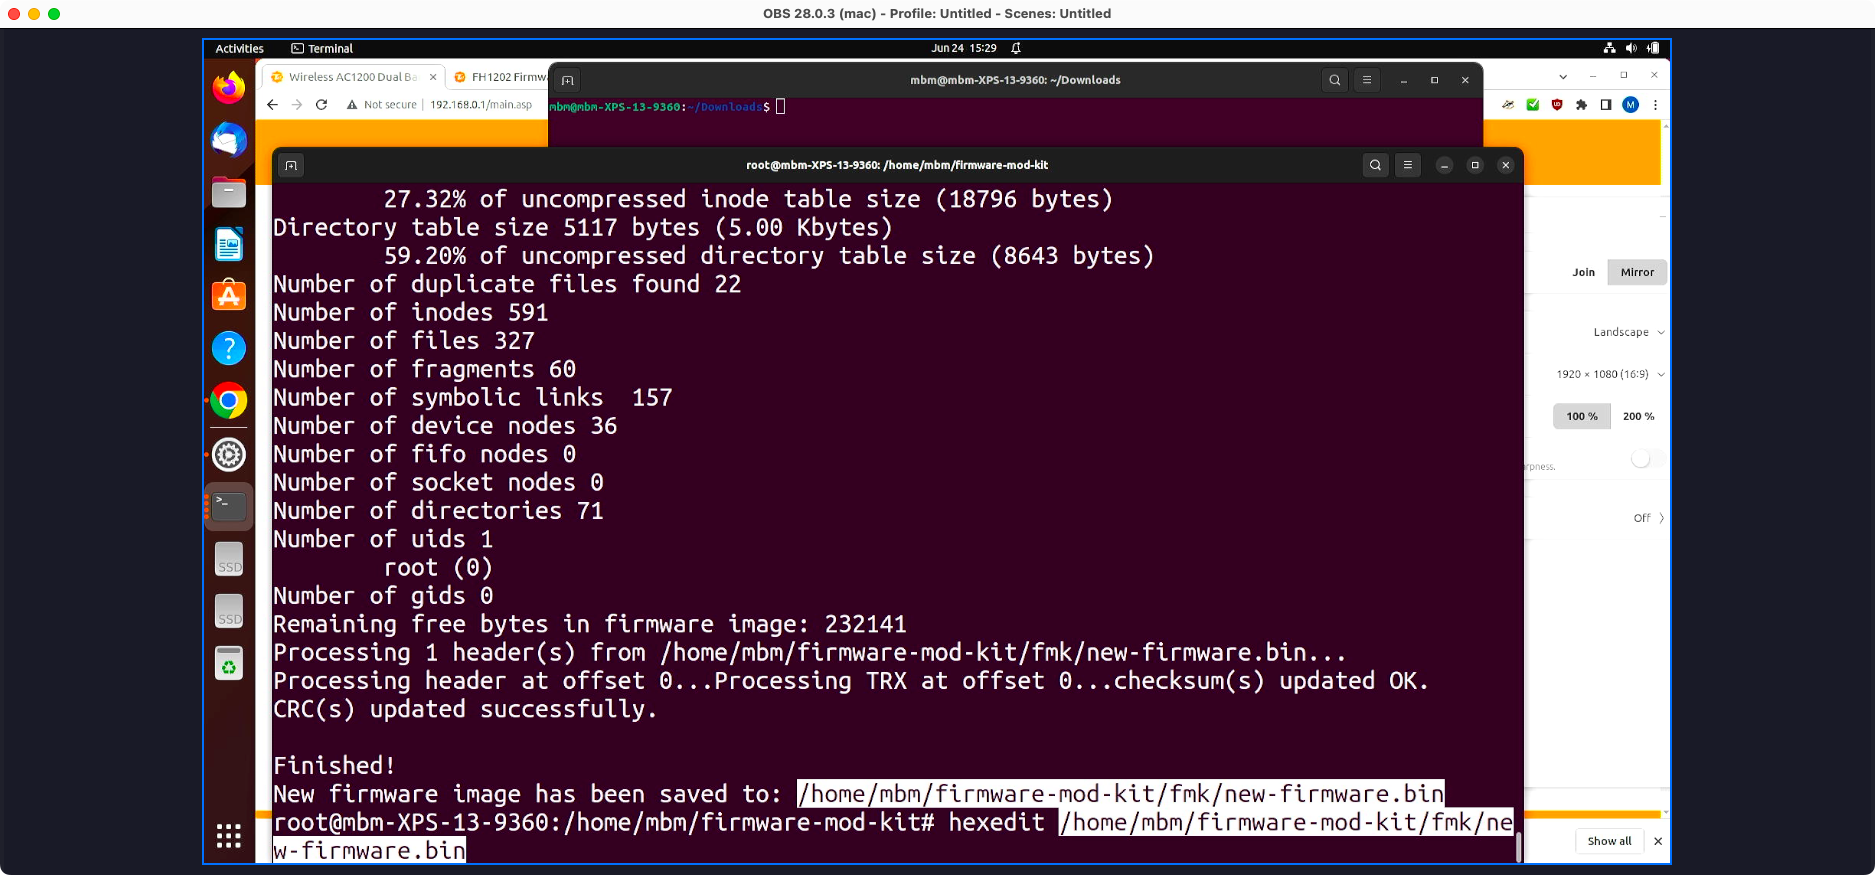 OBS 28.0.3 (mac) - Profile: Untitled - Scenes: Untitled
Activities
Terminal
Jun 24 15:29
Wireless AC1200 Dual Ba
FH1202 Firmwa
mbm@mbm-XPS-13-9360: ~/Downloads
Not secure
192.168.0.1/main.asp
mbm@mbm-XPS-13-9360:~/Downloads$
M
root@mbm-XPS-13-9360: /home/mbm/firmware-mod-kit
27.32% of uncompressed inode table size (18796 bytes)
Directory table size 5117 bytes (5.00 Kbytes)
59.20% of uncompressed directory table size (8643 bytes)
Number of duplicate files found 22
Number of inodes 591
Number of files 327
Number of fragments 60
Number of symbolic links  157
Number of device nodes 36
Number of fifo nodes 0
Number of socket nodes 0
Number of directories 71
Number of uids 1
root (0)
Number of gids 0
Remaining free bytes in firmware image: 232141
Processing 1 header(s) from /home/mbm/firmware-mod-kit/fmk/new-firmware.bin...
Processing header at offset 0...Processing TRX at offset 0...checksum(s) updated OK.
CRC(s) updated successfully.
Finished!
New firmware image has been saved to: /home/mbm/firmware-mod-kit/fmk/new-firmware.bin
root@mbm-XPS-13-9360:/home/mbm/firmware-mod-kit# hexedit /home/mbm/firmware-mod-kit/fmk/ne
w-firmware.bin
Join
Mirror
Landscape
1920 × 1080 (16:9)
100 %
200 %
arpness.
Off
SSD
SSD
Show all